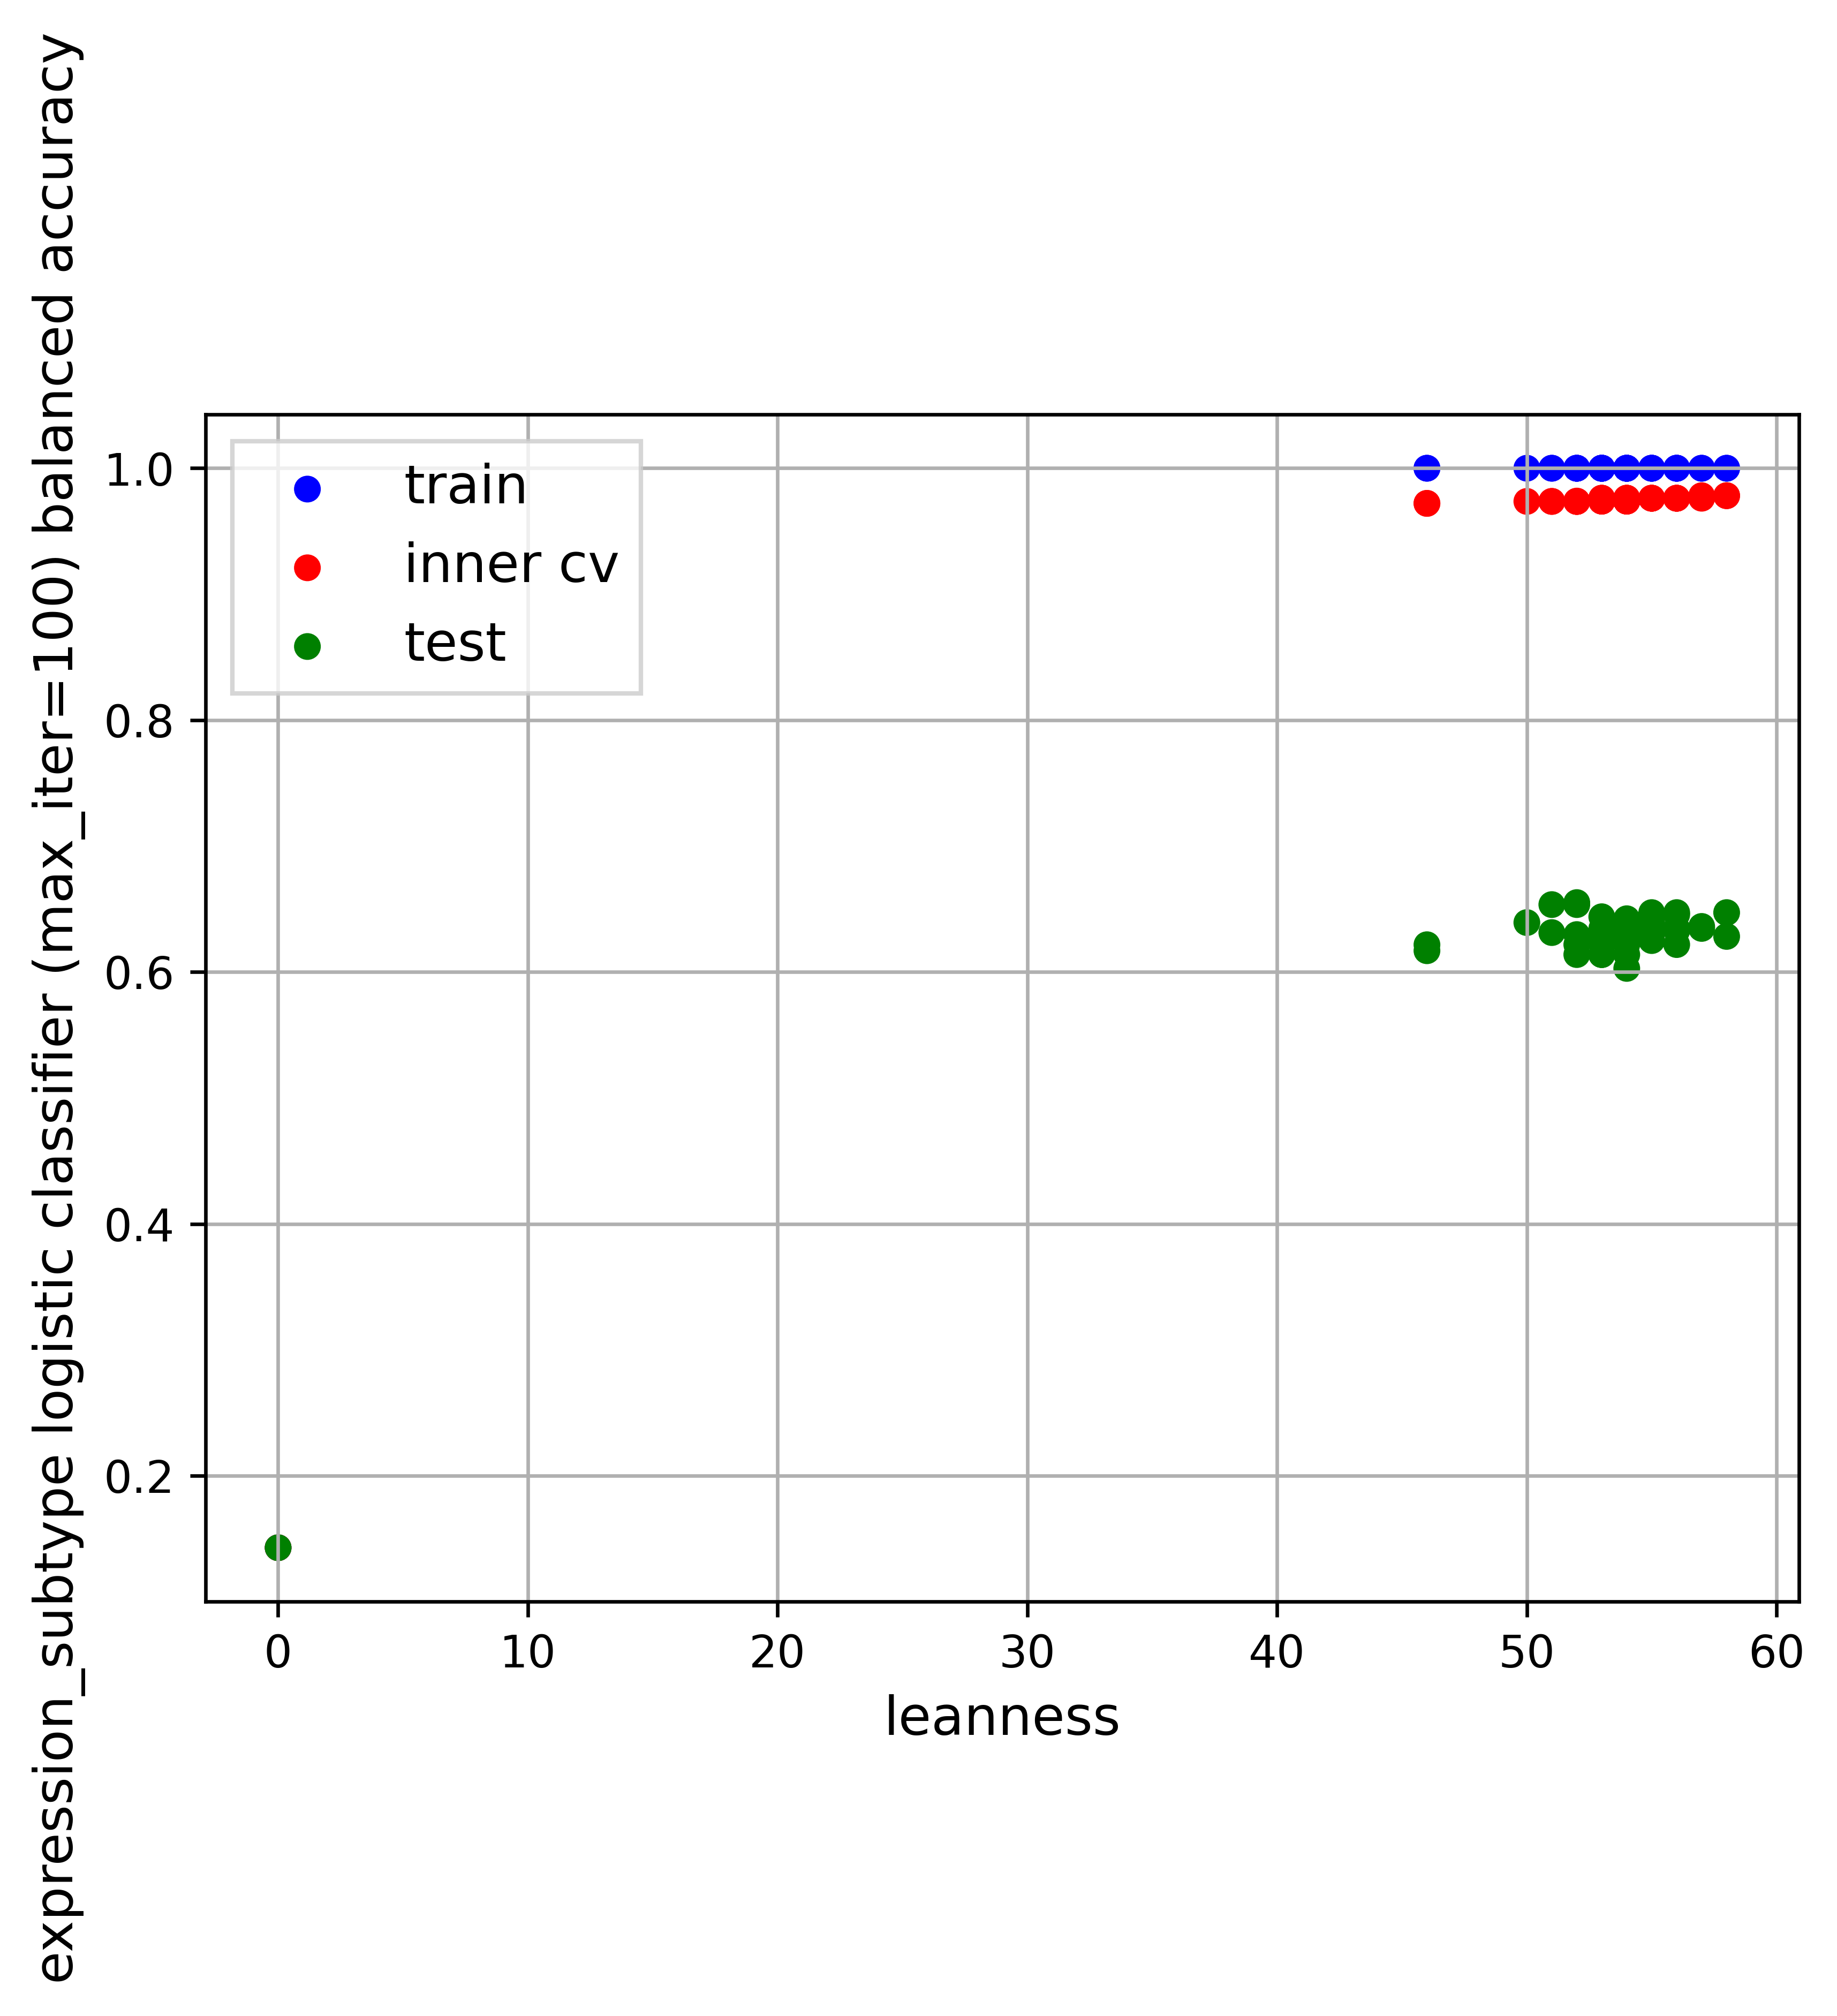 expression_subtype logistic classifier (max_iter=100) balanced accuracy
1.0
0.8
0.6
0.4
0.2
train
inner cv
test
0 10 20 30 40 50 60
leanness